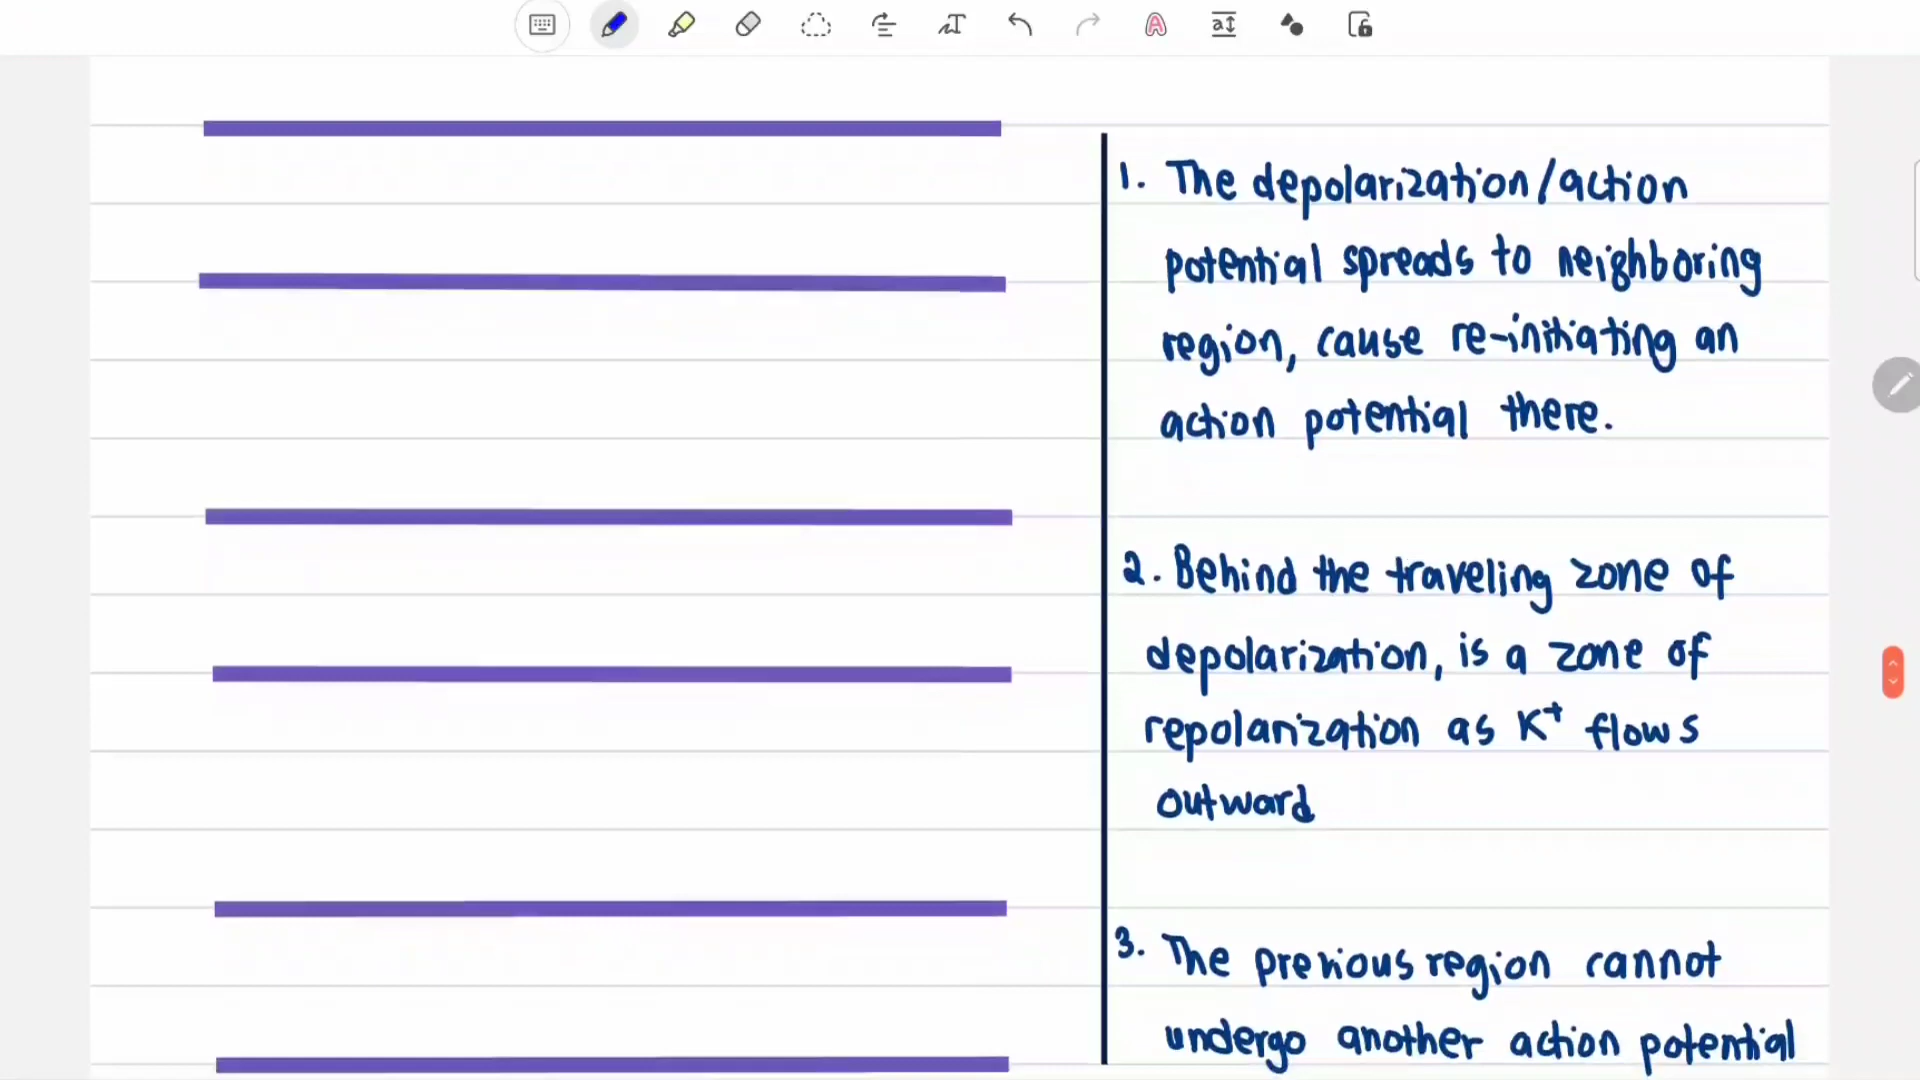 1. The depolarization/action
potential spreads to neighboring
region, cause re-initiating an
action potential there.
2. Behind the traveling zone of
depolarization, is a zone of
repolarization as K⁺ flows
outward
3. The previous region cannot
undergo another action potential